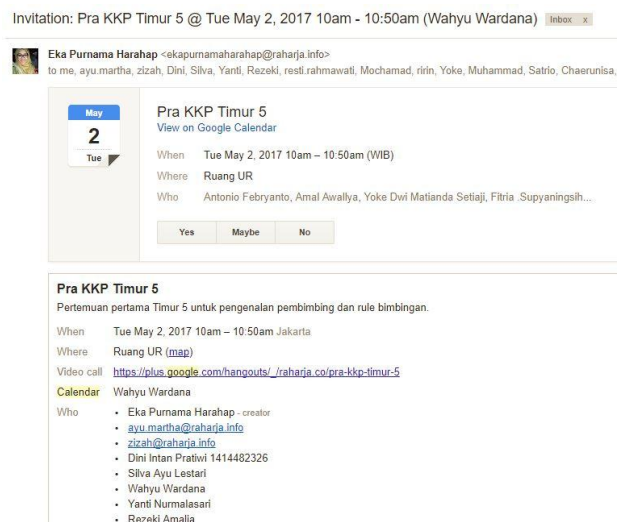 Invitation: Pra KKP Timur 5 @ Tue May 2, 2017 10am - 10:50am (Wahyu Wardana) Inbox x
Eka Purnama Harahap <ekapurnamaharahap@raharja.info>
to me, ayu.martha, zizah, Dini, Silva, Yanti, Rezeki, resti.rahmawati, Mochamad, ririn, Yoke, Muhammad, Satrio, Chaerunisa,
May
2
Tue
Pra KKP Timur 5
View on Google Calendar
When Tue May 2, 2017 10am – 10:50am (WIB)
Where Ruang UR
Who Antonio Febryanto, Amal Awallya, Yoke Dwi Matianda Setiaji, Fitria .Supyaningsih...
Yes Maybe No
Pra KKP Timur 5
Pertemuan pertama Timur 5 untuk pengenalan pembimbing dan rule bimbingan.
When Tue May 2, 2017 10am – 10:50am Jakarta
Where Ruang UR (map)
Video call https://plus.google.com/hangouts/_/raharja.co/pra-kkp-timur-5
Calendar Wahyu Wardana
Who • Eka Purnama Harahap - creator
• ayu.martha@raharja.info
• zizah@raharja.info
• Dini Intan Pratiwi 1414482326
• Silva Ayu Lestari
• Wahyu Wardana
• Yanti Nurmalasari
• Rezeki Amalia